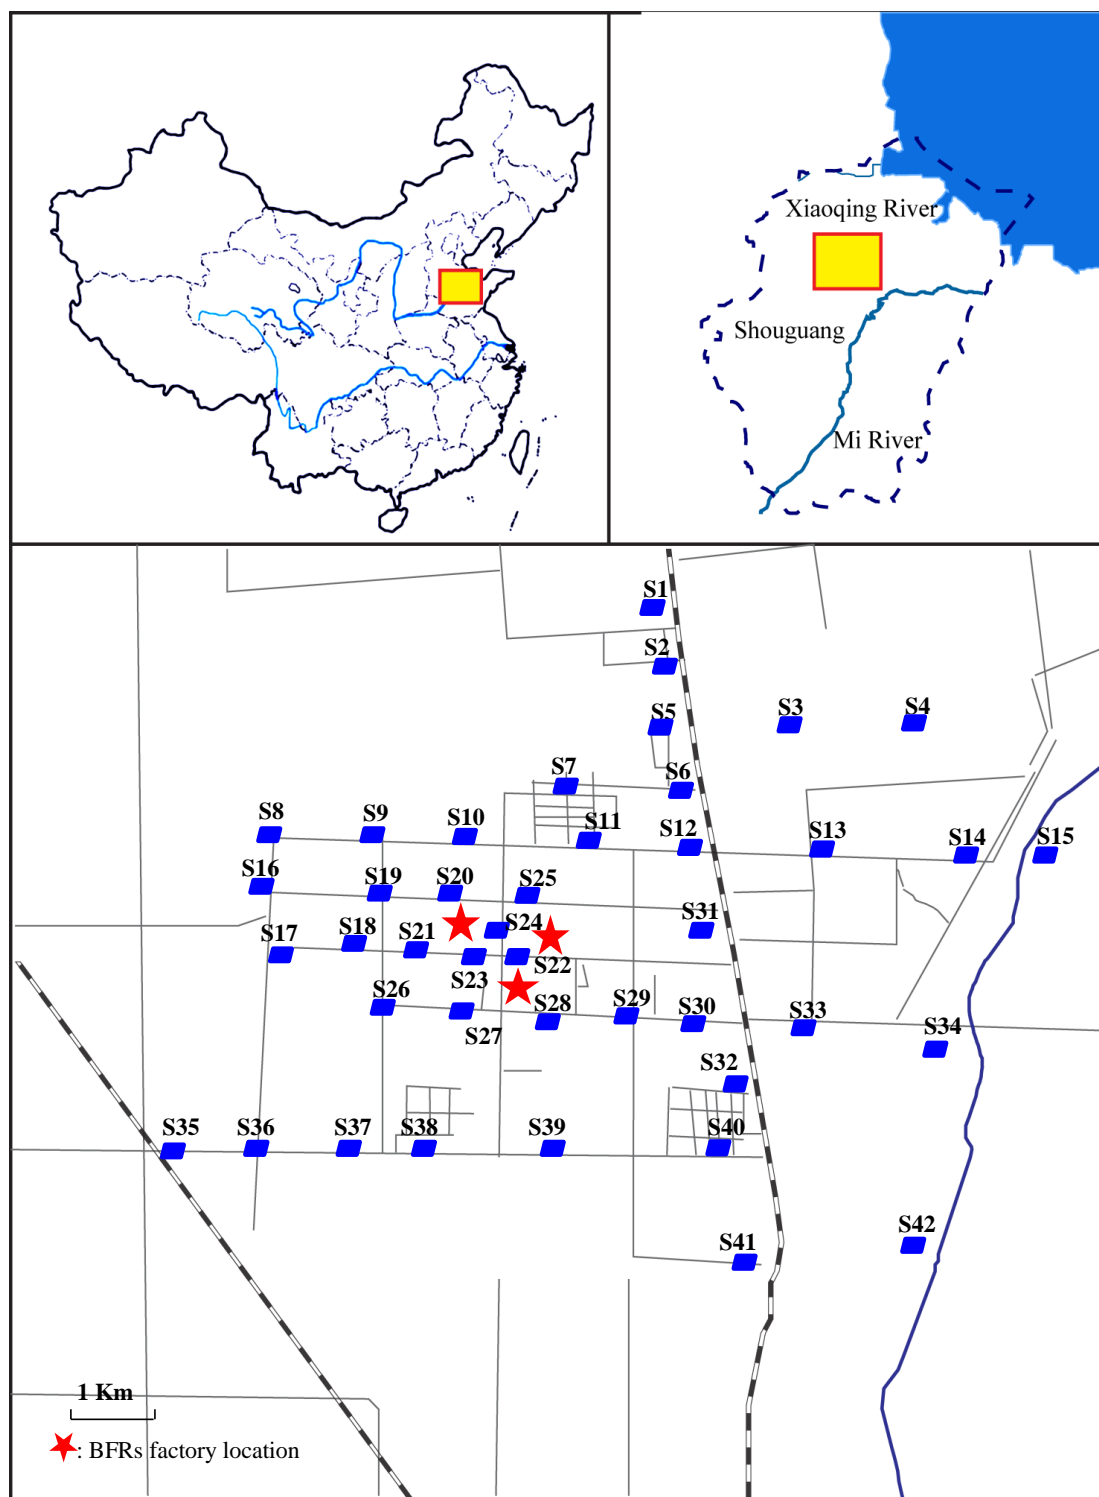 Xiaoqing River
Shouguang
Mi River
S1
S2
S3
S4
S5
S7
S6
S8
S9
S10
S11
S12
S13
S14
S15
S16
S19
S20
S25
S17
S18
S21
S24
S31
S22
S23
S26
S27
S28
S29
S30
S33
S34
S32
S35
S36
S37
S38
S39
S40
S41
S42
1 Km
: BFRs factory location